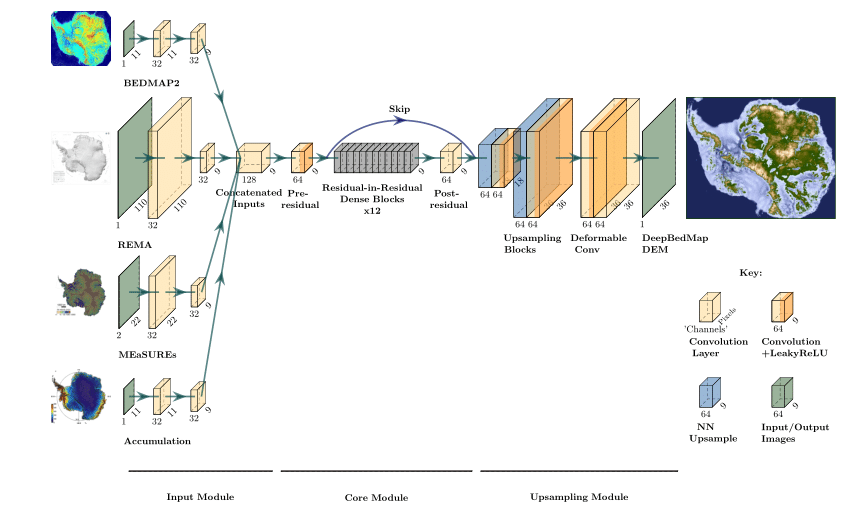 1
11
32
11
32
9
BEDMAP2
1
110
32
110
32
9
REMA
2
22
32
22
32
9
MEaSUREs
1
11
32
11
32
9
Accumulation
128
9
Concatenated
Inputs
64
9
Pre-
residual
Skip
Residual-in-Residual
Dense Blocks
x12
64
9
Post-
residual
64 64
18
64 64
36
Upsampling
Blocks
64 64
36
36
Deformable
Conv
1
36
DeepBedMap
DEM
Key:
'Channels'
Pixels
Convolution
Layer
64
9
Convolution
+LeakyReLU
64
9
NN
Upsample
64
9
Input/Output
Images
Input Module
Core Module
Upsampling Module